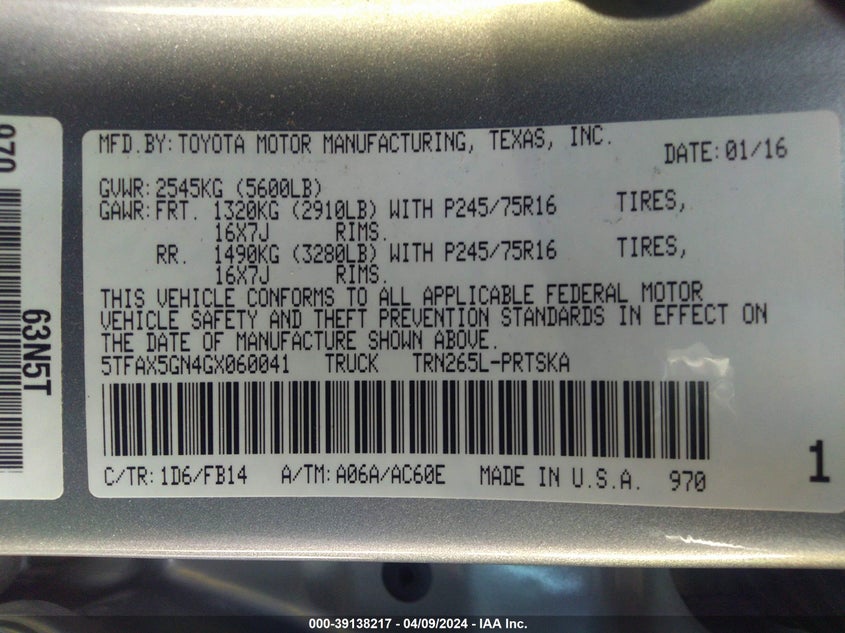 MFD.BY:TOYOTA MOTOR MANUFACTURING, TEXAS, INC. DATE:01/16
GVWR:2545KG (5600LB)
GAWR:FRT. 1320KG (2910LB) WITH P245/75R16 TIRES,
16X7J RIMS.
RR. 1490KG (3280LB) WITH P245/75R16 TIRES,
16X7J RIMS.
THIS VEHICLE CONFORMS TO ALL APPLICABLE FEDERAL MOTOR
VEHICLE SAFETY AND THEFT PREVENTION STANDARDS IN EFFECT ON
THE DATE OF MANUFACTURE SHOWN ABOVE.
5TFAX5GN4GX060041 TRUCK TRN265L-PRTSKA
C/TR:1D6/FB14 A/TM:A06A/AC60E MADE IN U.S.A. 970
1
970
63N5T
000-39138217 - 04/09/2024 - IAA Inc.